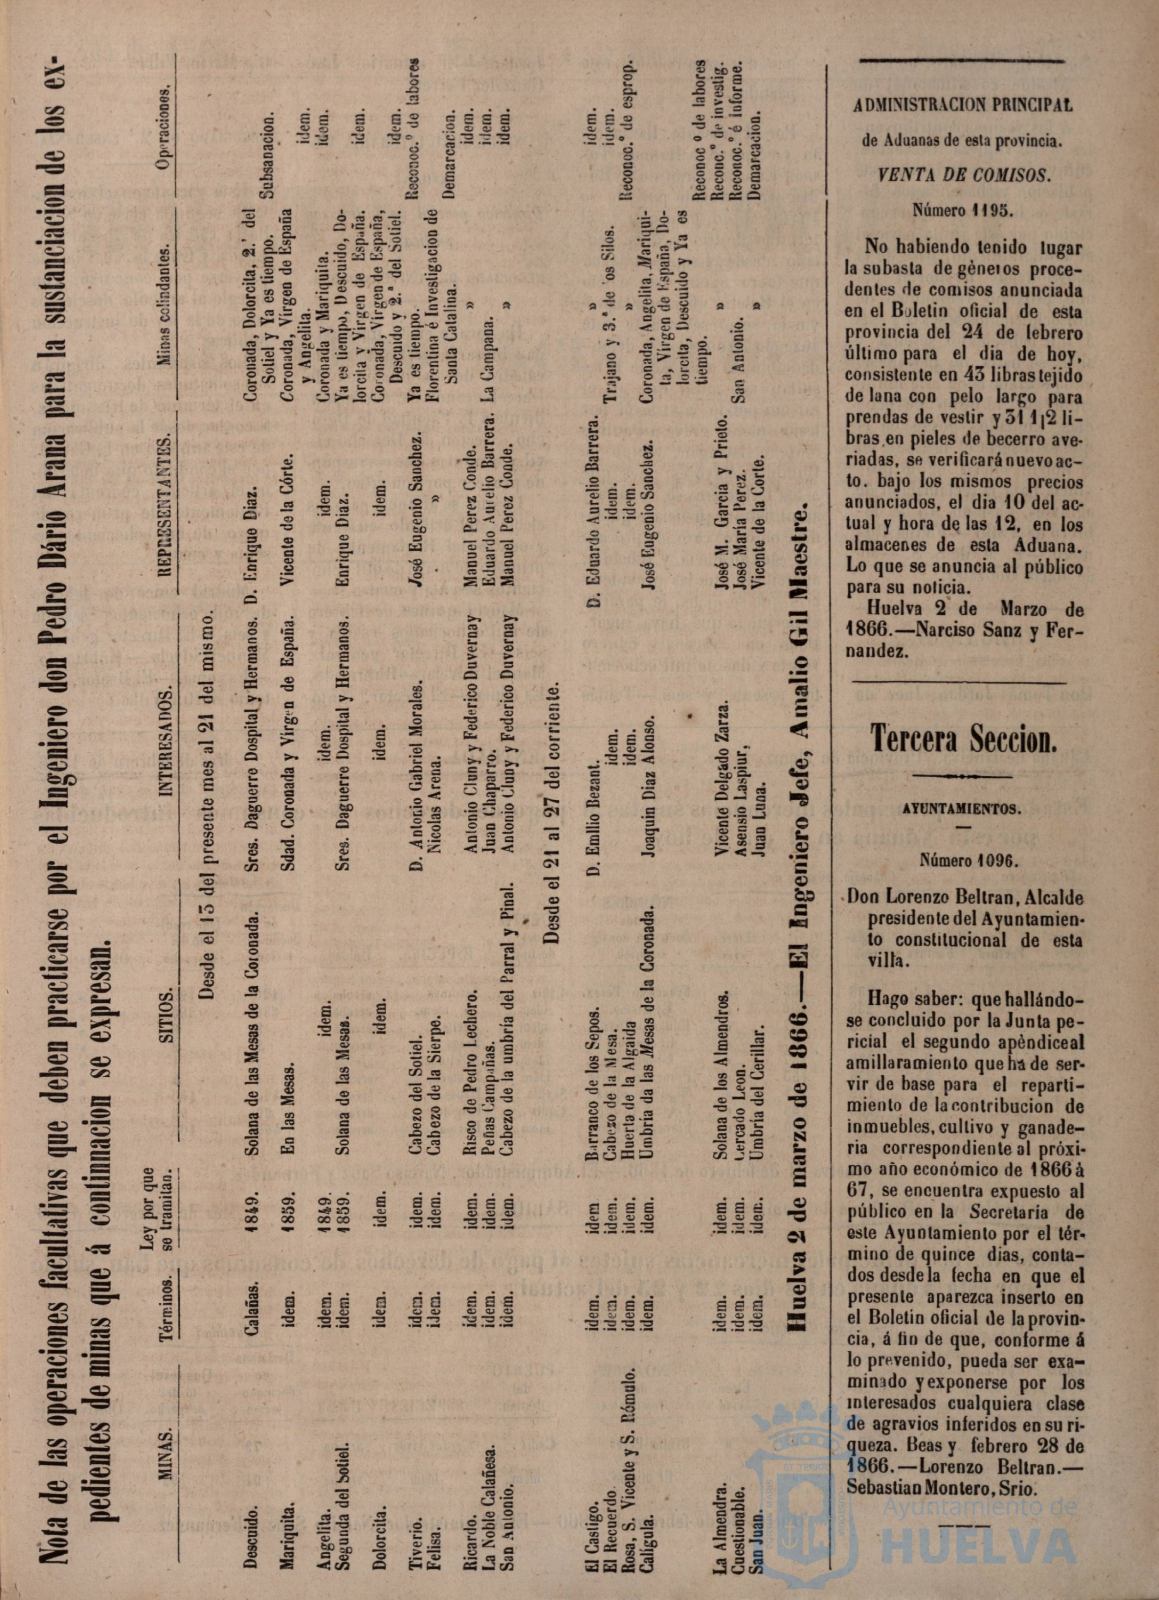 Nota de las operaciones facultativas que deben practicarse por el Ingeniero don Pedro Dário Arana para la sustanciacion de los ex-
pedientes de minas que á continnacion se expresan.
MINAS. Términos. Ley por que se tramitan. SITIOS. INTERESADOS. REPRESENTANTES. Minas colindantes. Operaciones.
Desde el 13 del presente mes al 21 del mismo.
Descuido. Calañas. 1849. Solana de las Mesas de la Coronada. Sres. Daguerre Dospital y Hermanos. D. Enrique Diaz. Coronada, Dolorcita, 2.ª del
Sotiel y Ya es tiempo. Subsanacion.
Mariquita. idem. 1859. En las Mesas. Sdad. Coronada y Virgen de España. Vicente de la Córte. Coronada, Virgen de España
y Angelita. idem.
Angelita. idem. 1849. idem. idem. idem. Coronada y Mariquita. idem.
Segunda del Sotiel. idem. 1859. Solana de las Mesas. Sres. Daguerre Dospital y Hermanos. Enrique Diaz. Ya es tiempo, Descuido, Do-
lorcita y Virgen de España. idem.
Dolorcita. idem. idem. idem. idem. idem. Coronada, Virgen de España,
Descuido y 2.ª del Sotiel. idem.
Tiverio. idem. idem. Cabezo del Sotiel. D. Antonio Gabriel Morales. José Eugenio Sanchez. Ya es tiempo. Reconoc.º de labores
Felisa. idem. idem. Cabezo de la Sierpe. Nicolas Arena. » Florentina é Investigacion de
Santa Catalina. Demarcacion.
Ricardo. idem. idem. Risco de Pedro Lechero. Antonio Cluny y Federico Duvernay Manuel Perez Conde. » idem.
La Noble Calañesa. idem. idem. Peñas Campañas. Juan Chaparro. Eduardo Aurelio Barrera. La Campana. idem.
San Antonio. idem. idem. Cabezo de la umbría del Parral y Pinal. Antonio Cluny y Federico Duvernay Manuel Perez Conde. » idem.
Desde el 21 al 27 del corriente.
El Castigo. idem. idem Barranco de los Sepos. D. Emilio Bezant. D. Eduardo Aurelio Barrera. » idem.
El Recuerdo. idem. idem. Cabezo de la Mesa. idem. idem. Trajano y 3.ª de los Silos. idem.
Rosa, S. Vicente y S. Rómulo. idem. idem. Huerta de la Algaida idem. idem. » Reconoc.º de esprop.
Calígula. idem. idem. Umbria da las Mesas de la Coronada. Joaquin Diaz Alonso. José Eugenio Sanchez. Coronada, Angelita, Mariqui-
ta, Virgen de España, Do-
lorcita, Descuido y Ya es
tiempo. Reconoc º de labores
La Almendra. idem. idem. Solana de los Almendros. Vicente Delgado Zarza. José M. Garcia y Prieto. » Reconc.º de investig.
Cuestionable. idem. idem. Cercado Leon. Asensio Laspiur, José María Perez. San Antonio. Reconoc.º é informe.
San Juan. idem. idem. Umbría del Cerillar. Juan Luna. Vicente de la Corte. » Demarcacion.
Huelva 2 de marzo de 1866.—El Ingeniero Jefe, Amalio Gil Maestre.
ADMINISTRACION PRINCIPAL
de Aduanas de esta provincia.
VENTA DE COMISOS.
Número 1195.
No habiendo tenido lugar
la subasta de géneros proce-
dentes de comisos anunciada
en el Boletin oficial de esta
provincia del 24 de febrero
último para el dia de hoy,
consistente en 43 libras tejido
de lana con pelo largo para
prendas de vestir y 31 1|2 li-
bras en pieles de becerro ave-
riadas, se verificará nuevo ac-
to. bajo los mismos precios
anunciados, el dia 10 del ac-
tual y hora de las 12, en los
almacenes de esta Aduana.
Lo que se anuncia al público
para su noticia.
Huelva 2 de Marzo de
1866.—Narciso Sanz y Fer-
nandez.
Tercera Seccion.
AYUNTAMIENTOS.
Número 1096.
Don Lorenzo Beltran, Alcalde
presidente del Ayuntamien-
to constitucional de esta
villa.
Hago saber: que hallándo-
se concluido por la Junta pe-
ricial el segundo apéndice al
amillaramiento que há de ser-
vir de base para el reparti-
miento de la contribucion de
inmuebles, cultivo y ganade-
ria correspondiente al próxi-
mo año económico de 1866 á
67, se encuentra expuesto al
público en la Secretaria de
este Ayuntamiento por el tér-
mino de quince dias, conta-
dos desde la fecha en que el
presente aparezca inserto en
el Boletin oficial de la provin-
cia, á fin de que, conforme á
lo prevenido, pueda ser exa-
minado y exponerse por los
interesados cualquiera clase
de agravios inferidos en su ri-
queza. Beas y febrero 28 de
1866.—Lorenzo Beltran.—
Sebastian Montero, Srio.
Ayuntamiento de
HUELVA